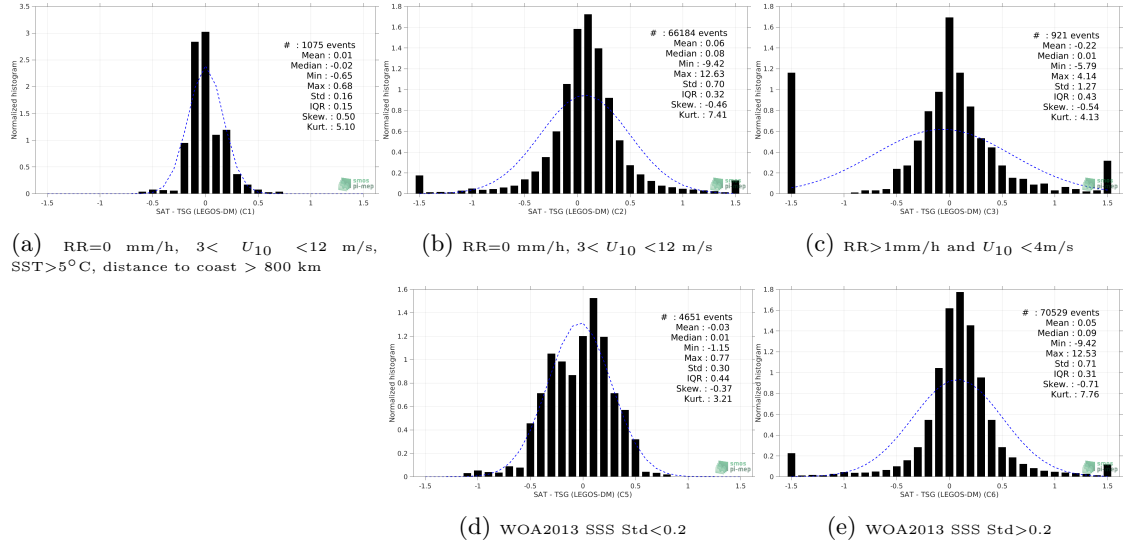 Normalized histogram
3.5
3
2.5
2
1.5
1
0.5
0
-1.5 -1 -0.5 0 0.5 1 1.5
SAT - TSG (LEGOS-DM) (C1)
# : 1075 events
Mean : 0.01
Median : -0.02
Min : -0.65
Max : 0.68
Std : 0.16
IQR : 0.15
Skew. : 0.50
Kurt. : 5.10
smos
pi-mep
(a) RR=0 mm/h, 3< U10 <12 m/s,
SST>5°C, distance to coast > 800 km
Normalized histogram
1.8
1.6
1.4
1.2
1
0.8
0.6
0.4
0.2
0
-1.5 -1 -0.5 0 0.5 1 1.5
SAT - TSG (LEGOS-DM) (C2)
# : 66184 events
Mean : 0.06
Median : 0.08
Min : -9.42
Max : 12.63
Std : 0.70
IQR : 0.32
Skew. : -0.46
Kurt. : 7.41
smos
pi-mep
(b) RR=0 mm/h, 3< U10 <12 m/s
Normalized histogram
1.8
1.6
1.4
1.2
1
0.8
0.6
0.4
0.2
0
-1.5 -1 -0.5 0 0.5 1 1.5
SAT - TSG (LEGOS-DM) (C3)
# : 921 events
Mean : -0.22
Median : 0.01
Min : -5.79
Max : 4.14
Std : 1.27
IQR : 0.43
Skew. : -0.54
Kurt. : 4.13
smos
pi-mep
(c) RR>1mm/h and U10 <4m/s
Normalized histogram
1.6
1.4
1.2
1
0.8
0.6
0.4
0.2
0
-1.5 -1 -0.5 0 0.5 1 1.5
SAT - TSG (LEGOS-DM) (C5)
# : 4651 events
Mean : -0.03
Median : 0.01
Min : -1.15
Max : 0.77
Std : 0.30
IQR : 0.44
Skew. : -0.37
Kurt. : 3.21
smos
pi-mep
(d) WOA2013 SSS Std<0.2
Normalized histogram
1.8
1.6
1.4
1.2
1
0.8
0.6
0.4
0.2
0
-1.5 -1 -0.5 0 0.5 1 1.5
SAT - TSG (LEGOS-DM) (C6)
# : 70529 events
Mean : 0.05
Median : 0.09
Min : -9.42
Max : 12.53
Std : 0.71
IQR : 0.31
Skew. : -0.71
Kurt. : 7.76
smos
pi-mep
(e) WOA2013 SSS Std>0.2